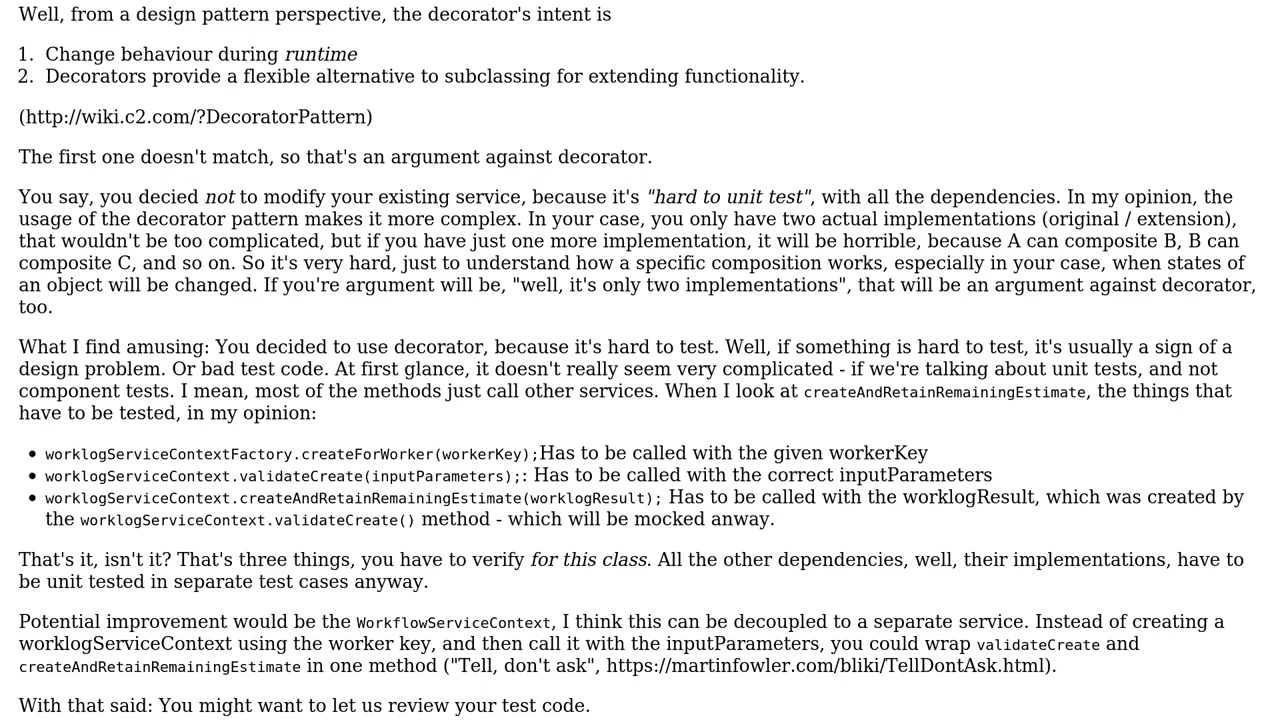 Well, from a design pattern perspective, the decorator's intent is
1. Change behaviour during runtime
2. Decorators provide a flexible alternative to subclassing for extending functionality.
(http://wiki.c2.com/?DecoratorPattern)
The first one doesn't match, so that's an argument against decorator.
You say, you decied not to modify your existing service, because it's "hard to unit test", with all the dependencies. In my opinion, the
usage of the decorator pattern makes it more complex. In your case, you only have two actual implementations (original / extension),
that wouldn't be too complicated, but if you have just one more implementation, it will be horrible, because A can composite B, B can
composite C, and so on. So it's very hard, just to understand how a specific composition works, especially in your case, when states of
an object will be changed. If you're argument will be, "well, it's only two implementations", that will be an argument against decorator,
too.
What I find amusing: You decided to use decorator, because it's hard to test. Well, if something is hard to test, it's usually a sign of a
design problem. Or bad test code. At first glance, it doesn't really seem very complicated - if we're talking about unit tests, and not
component tests. I mean, most of the methods just call other services. When I look at createAndRetainRemainingEstimate, the things that
have to be tested, in my opinion:
• worklogServiceContextFactory.createForWorker(workerKey);Has to be called with the given workerKey
• worklogServiceContext.validateCreate(inputParameters);: Has to be called with the correct inputParameters
• worklogServiceContext.createAndRetainRemainingEstimate(worklogResult); Has to be called with the worklogResult, which was created by
the worklogServiceContext.validateCreate() method - which will be mocked anway.
That's it, isn't it? That's three things, you have to verify for this class. All the other dependencies, well, their implementations, have to
be unit tested in separate test cases anyway.
Potential improvement would be the WorkflowServiceContext, I think this can be decoupled to a separate service. Instead of creating a
worklogServiceContext using the worker key, and then call it with the inputParameters, you could wrap validateCreate and
createAndRetainRemainingEstimate in one method ("Tell, don't ask", https://martinfowler.com/bliki/TellDontAsk.html).
With that said: You might want to let us review your test code.